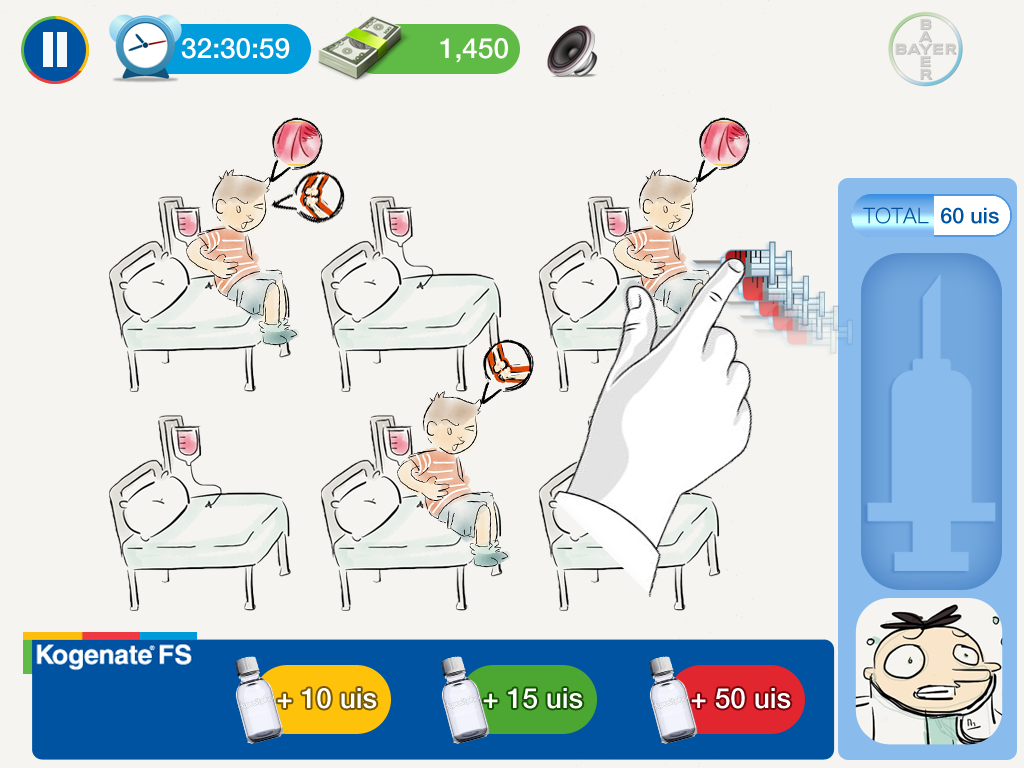 32:30:59
1,450
BAYER
BAYER
TOTAL 60 uis
Kogenate® FS
+ 10 uis
+ 15 uis
+ 50 uis